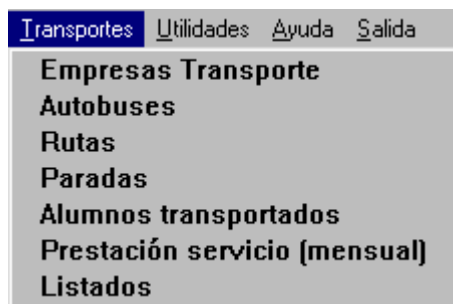 Transportes Utilidades Ayuda Salida
Empresas Transporte
Autobuses
Rutas
Paradas
Alumnos transportados
Prestación servicio (mensual)
Listados